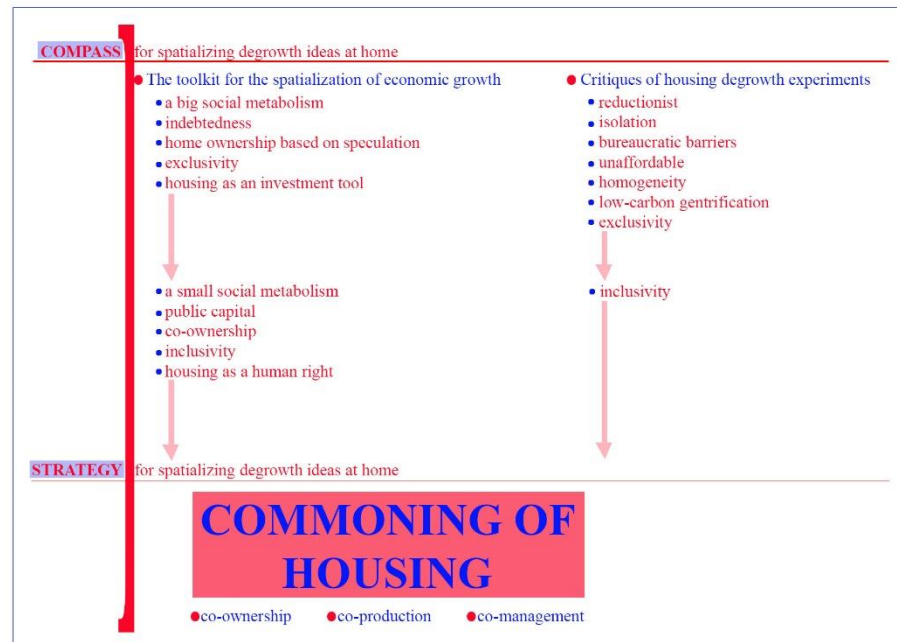 COMPASS for spatializing degrowth ideas at home
The toolkit for the spatialization of economic growth
a big social metabolism
indebtedness
home ownership based on speculation
exclusivity
housing as an investment tool
a small social metabolism
public capital
co-ownership
inclusivity
housing as a human right
Critiques of housing degrowth experiments
reductionist
isolation
bureaucratic barriers
unaffordable
homogeneity
low-carbon gentrification
exclusivity
inclusivity
STRATEGY for spatializing degrowth ideas at home
COMMONING OF
HOUSING
co-ownership co-production co-management